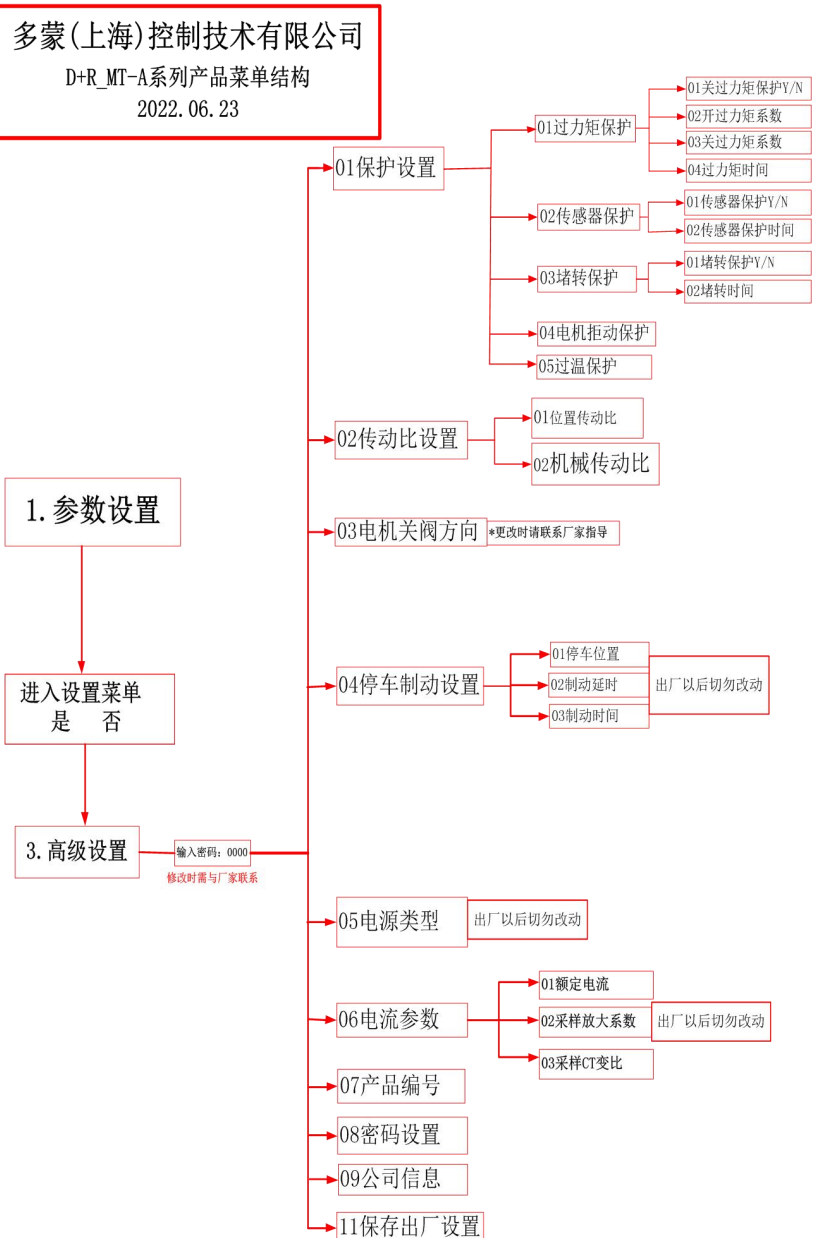 多蒙(上海)控制技术有限公司
D+R_MT-A系列产品菜单结构
2022.06.23
1.参数设置
进入设置菜单
是 否
3.高级设置
输入密码：0000
修改时需与厂家联系
01保护设置
01过力矩保护
01关过力矩保护Y/N
02开过力矩系数
03关过力矩系数
04过力矩时间
02传感器保护
01传感器保护Y/N
02传感器保护时间
03堵转保护
01堵转保护Y/N
02堵转时间
04电机拒动保护
05过温保护
02传动比设置
01位置传动比
02机械传动比
03电机关阀方向
*更改时请联系厂家指导
04停车制动设置
01停车位置
02制动延时
03制动时间
出厂以后切勿改动
05电源类型
出厂以后切勿改动
06电流参数
01额定电流
02采样放大系数
03采样CT变比
出厂以后切勿改动
07产品编号
08密码设置
09公司信息
11保存出厂设置